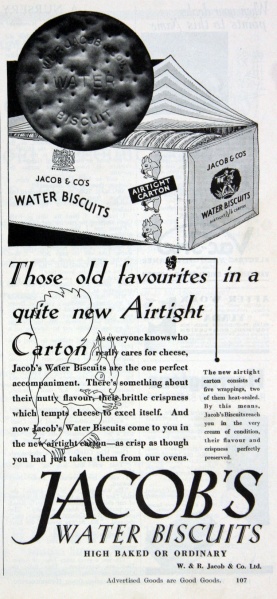 W. & R. JACOB & CO'S
WATER
BISCUIT
JACOB & CO'S
WATER BISCUITS
AIRTIGHT
CARTON
JACOB & CO'S
WATER BISCUITS
AIRTIGHT CARTON
Those old favourites in a
quite new Airtight
Carton
As everyone knows who
really cares for cheese,
Jacob's Water Biscuits are the one perfect
accompaniment. There's something about
their nutty flavour, their brittle crispness
which tempts cheese to excel itself. And
now Jacob's Water Biscuits come to you in
the new airtight carton—as crisp as though
you had just taken them from our ovens.
The new airtight
carton consists of
five wrappings, two
of them heat-sealed.
By this means,
Jacob's Biscuits reach
you in the very
cream of condition,
their flavour and
crispness perfectly
preserved.
JACOB'S
WATER BISCUITS
HIGH BAKED OR ORDINARY
W. & R. Jacob & Co. Ltd.
Advertised Goods are Good Goods. 107